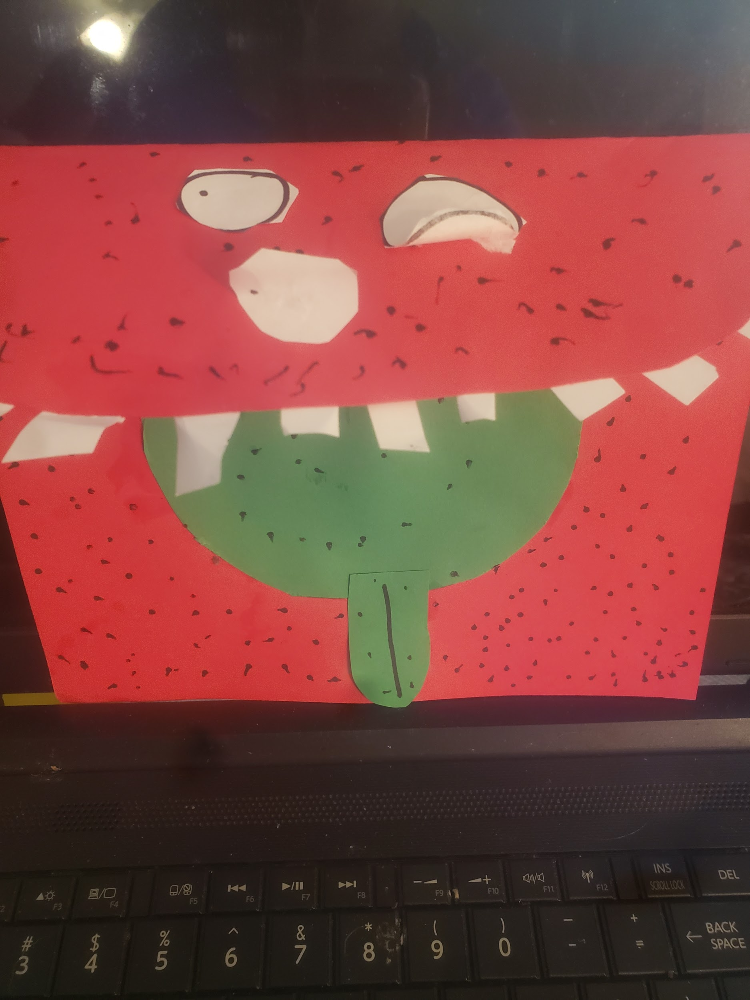 F3 F4 F5 F6 F7 F8 F9 F10 F11 F12 INS SCROLL LOCK DEL
# $ % ^ & * ( ) — +
3 4 5 6 7 8 9 0 - = ← BACK SPACE